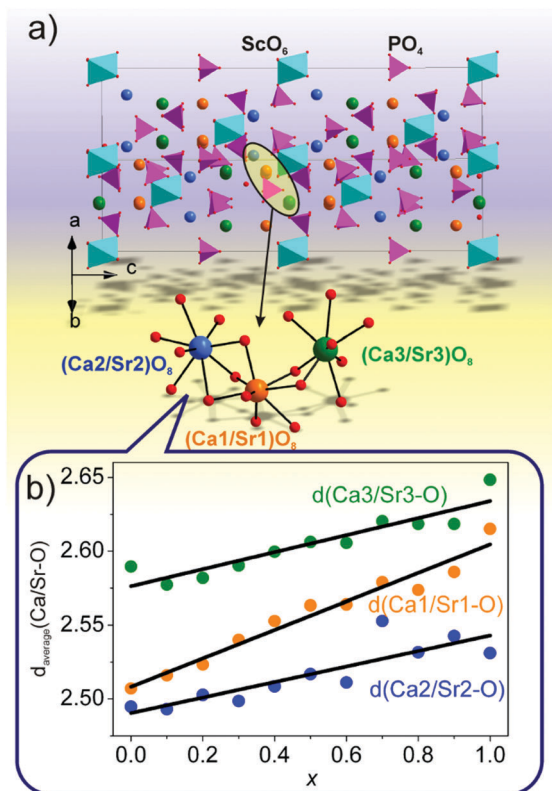 a)
ScO₆ PO₄
a
c
b
(Ca2/Sr2)O₈
(Ca3/Sr3)O₈
(Ca1/Sr1)O₈
b)
2.65
2.60
2.55
2.50
d_average(Ca/Sr-O)
d(Ca3/Sr3-O)
d(Ca1/Sr1-O)
d(Ca2/Sr2-O)
0.0 0.2 0.4 0.6 0.8 1.0
x